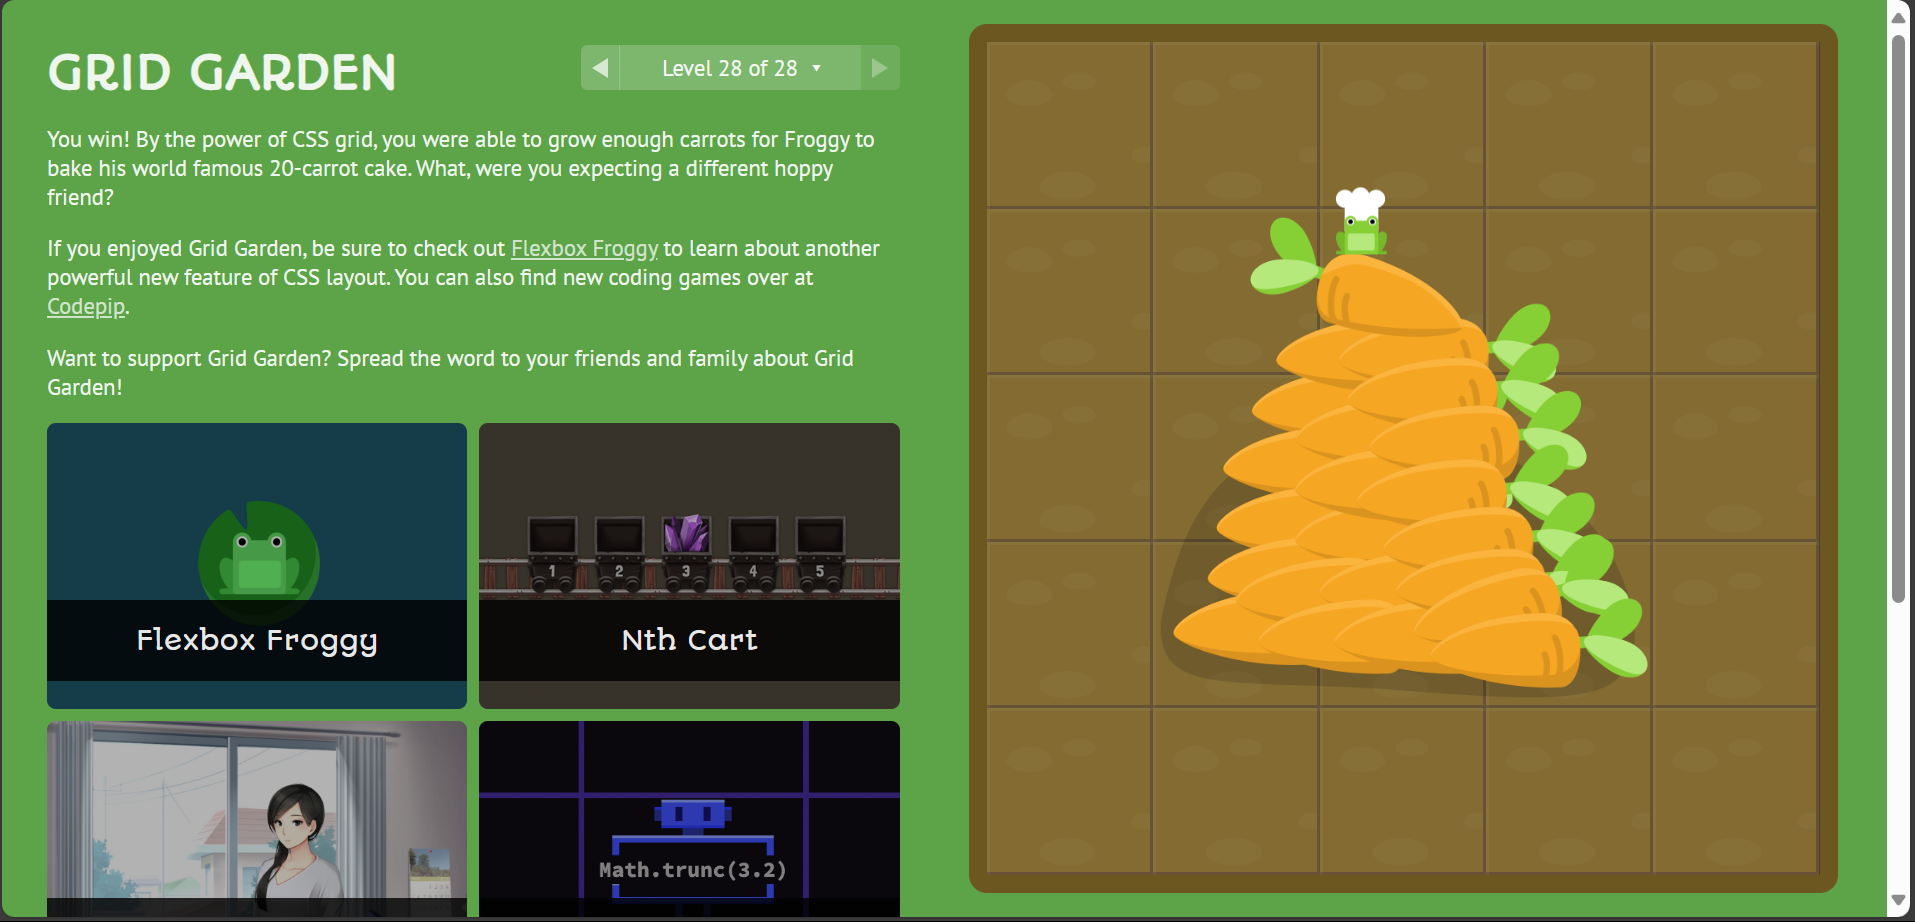 GRID GARDEN
Level 28 of 28
You win! By the power of CSS grid, you were able to grow enough carrots for Froggy to
bake his world famous 20-carrot cake. What, were you expecting a different hoppy
friend?
If you enjoyed Grid Garden, be sure to check out Flexbox Froggy to learn about another
powerful new feature of CSS layout. You can also find new coding games over at
Codepip.
Want to support Grid Garden? Spread the word to your friends and family about Grid
Garden!
1 2 3 4 5
Flexbox Froggy
Nth Cart
Math.trunc(3.2)